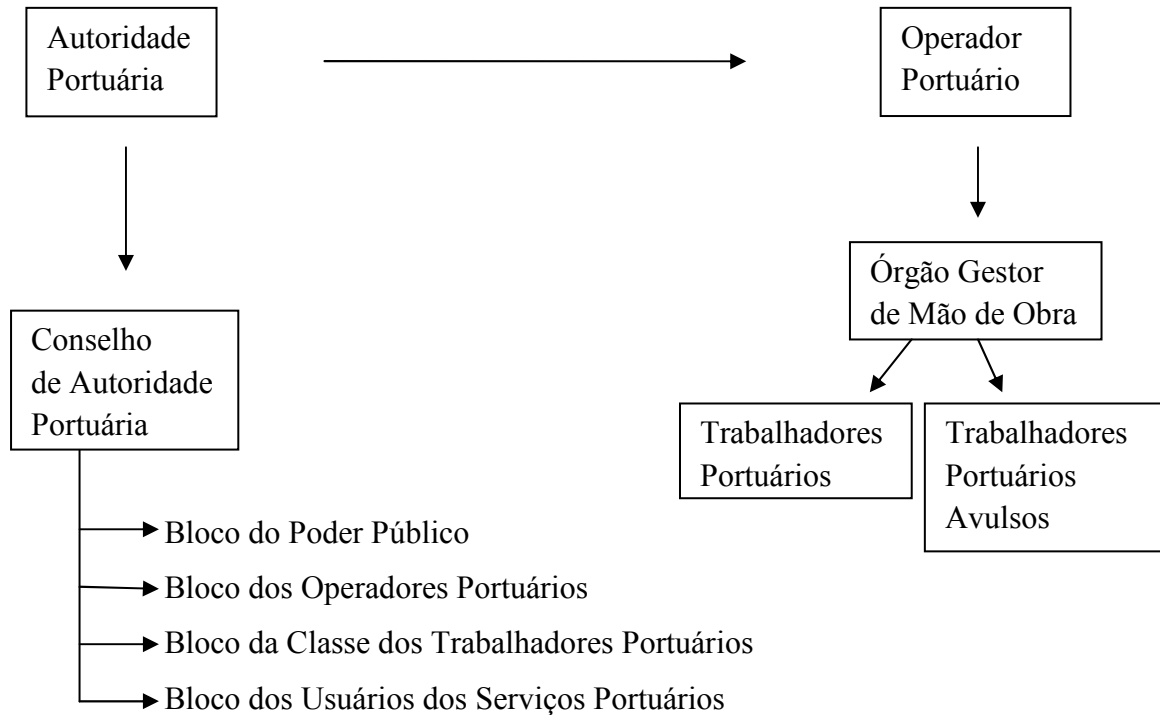 Autoridade
Portuária
Operador
Portuário
Órgão Gestor
de Mão de Obra
Conselho
de Autoridade
Portuária
Trabalhadores
Portuários
Trabalhadores
Portuários
Avulsos
Bloco do Poder Público
Bloco dos Operadores Portuários
Bloco da Classe dos Trabalhadores Portuários
Bloco dos Usuários dos Serviços Portuários